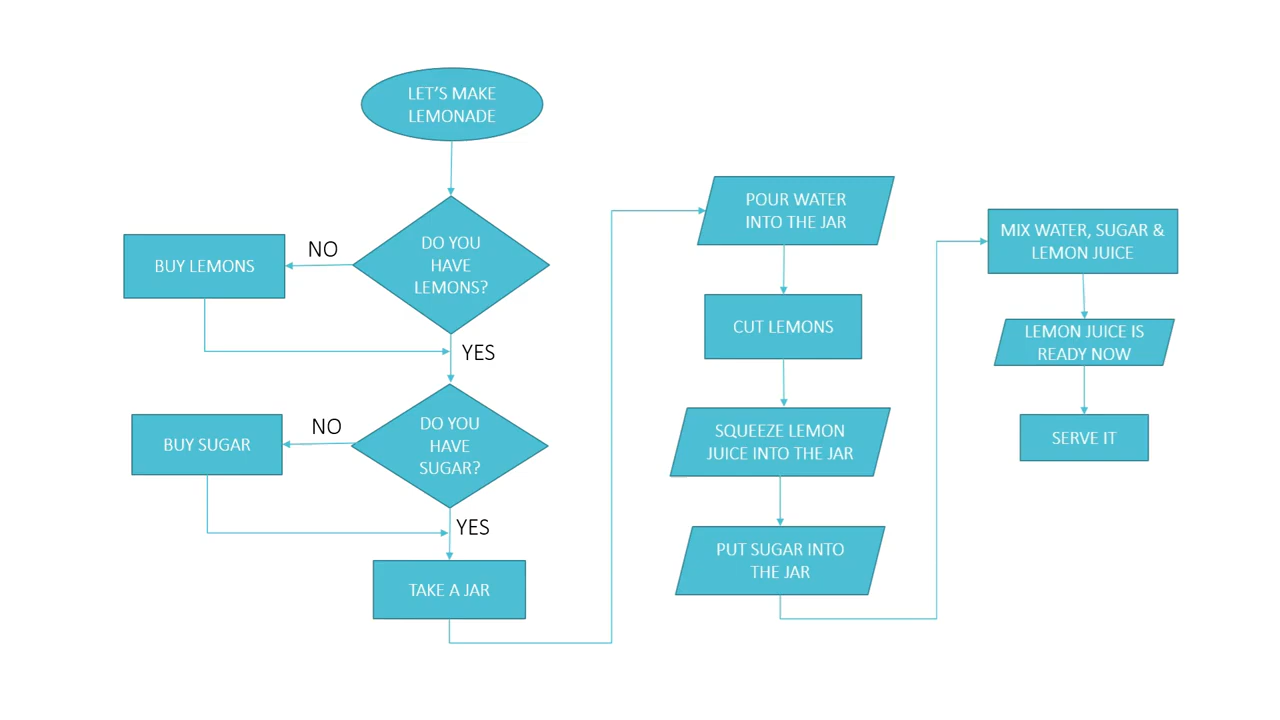 LET'S MAKE
LEMONADE
DO YOU
HAVE
LEMONS?
NO
BUY LEMONS
YES
DO YOU
HAVE
SUGAR?
NO
BUY SUGAR
YES
TAKE A JAR
POUR WATER
INTO THE JAR
CUT LEMONS
SQUEEZE LEMON
JUICE INTO THE JAR
PUT SUGAR INTO
THE JAR
MIX WATER, SUGAR &
LEMON JUICE
LEMON JUICE IS
READY NOW
SERVE IT